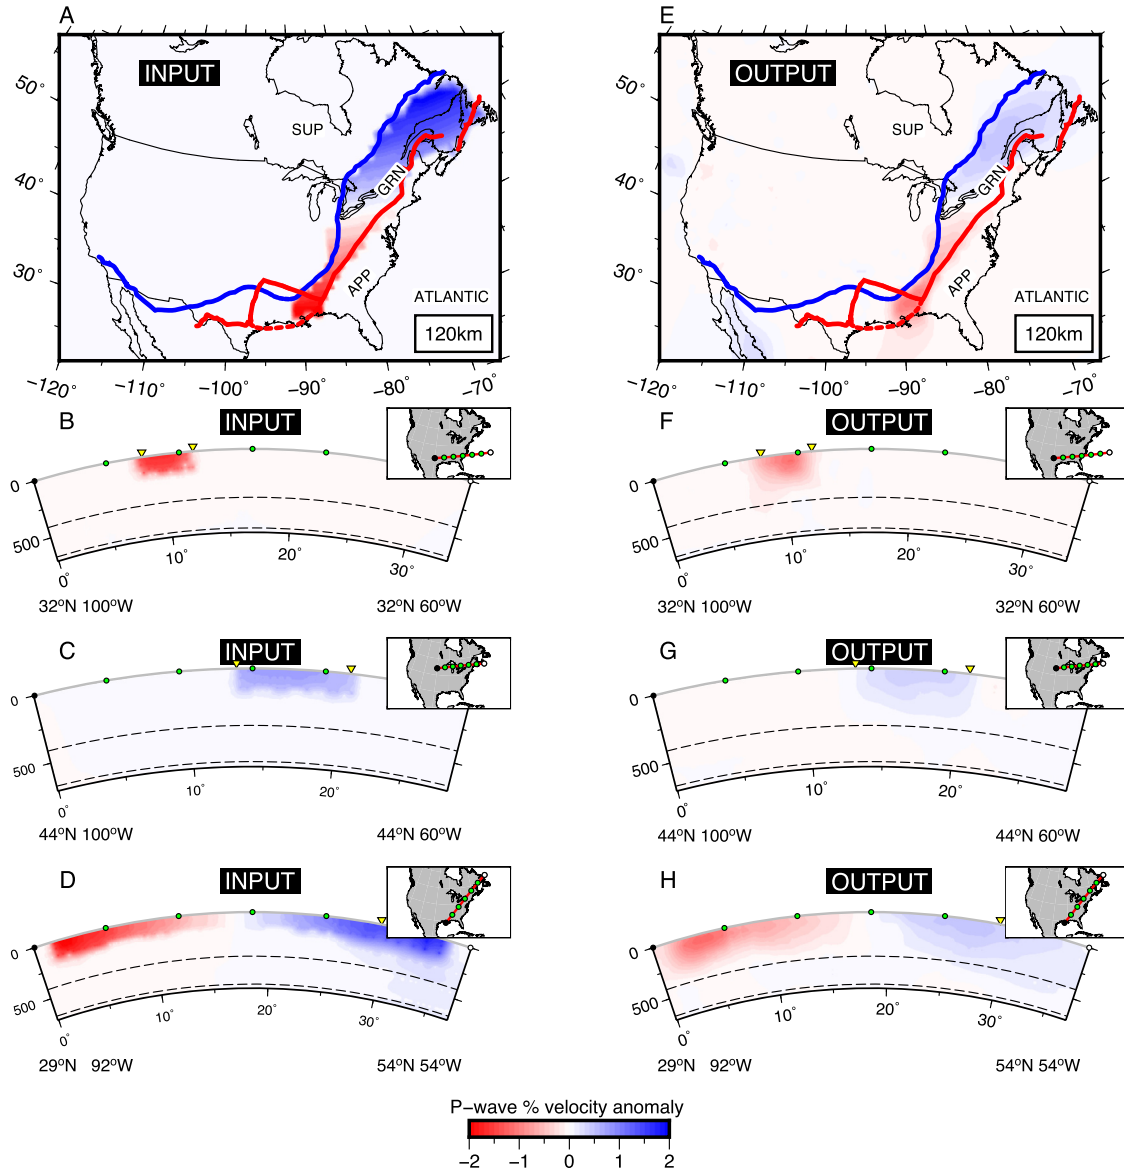 A
E
INPUT
OUTPUT
SUP
SUP
GRN
GRN
APP
APP
ATLANTIC
ATLANTIC
120km
120km
50°
40°
30°
50°
40°
30°
−120° −110° −100° −90° −80° −70°
−120° −110° −100° −90° −80° −70°
B
INPUT
0
500
0° 10° 20° 30°
32°N 100°W
32°N 60°W
F
OUTPUT
0
500
0° 10° 20° 30°
32°N 100°W
32°N 60°W
C
INPUT
0
500
0° 10° 20°
44°N 100°W
44°N 60°W
G
OUTPUT
0
500
0° 10° 20°
44°N 100°W
44°N 60°W
D
INPUT
0
500
0° 10° 20° 30°
29°N 92°W
54°N 54°W
H
OUTPUT
0
500
0° 10° 20° 30°
29°N 92°W
54°N 54°W
P−wave % velocity anomaly
−2 −1 0 1 2